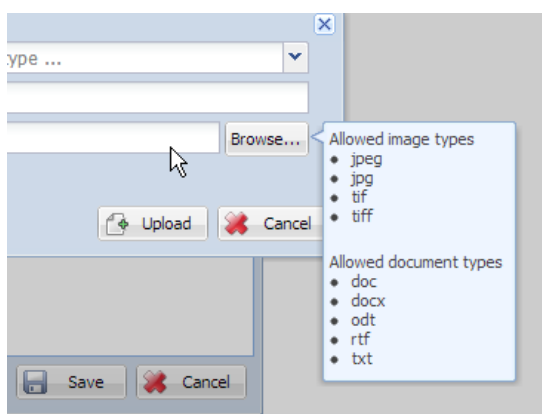 type ...
Browse...
Allowed image types
jpeg
jpg
tif
tiff
Upload
Cancel
Allowed document types
doc
docx
odt
rtf
txt
Save
Cancel